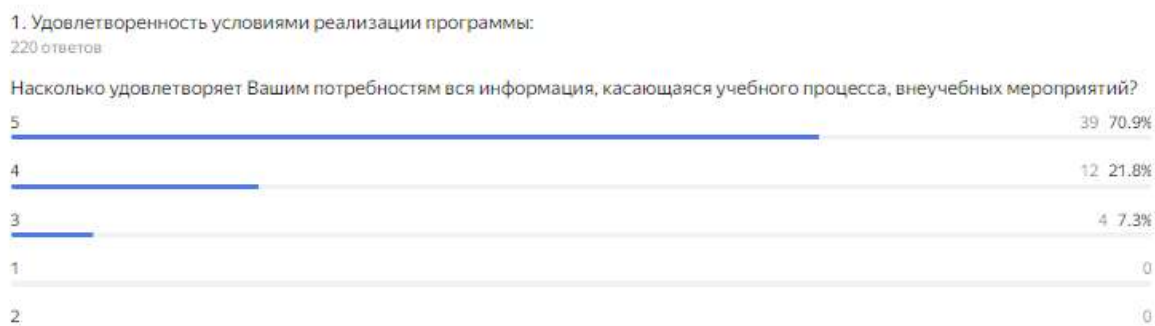 1. Удовлетворенность условиями реализации программы:
220 ответов
Насколько удовлетворяет Вашим потребностям вся информация, касающаяся учебного процесса, внеучебных мероприятий?
5 39 70.9%
4 12 21.8%
3 4 7.3%
1 0
2 0